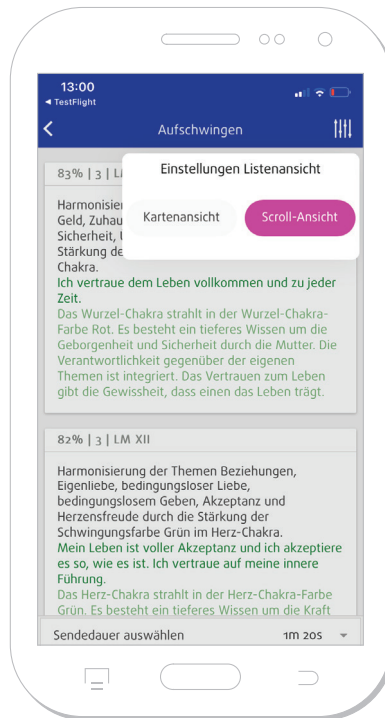 13:00
◀ TestFlight
Aufschwingen
83% | 3 | L
Einstellungen Listenansicht
Kartenansicht
Scroll-Ansicht
Geld,
Sicherheit,
Stärkung
Chakra.
Ich vertraue dem Leben vollkommen und zu jeder
Zeit.
Das Wurzel-Chakra strahlt in der Wurzel-Chakra-
Farbe Rot. Es besteht ein tieferes Wissen um die
Geborgenheit und Sicherheit durch die Mutter. Die
Verantwortlichkeit gegenüber der eigenen
Themen ist integriert. Das Vertrauen zum Leben
gibt die Gewissheit, dass einen das Leben trägt.
82% | 3 | LM XII
Harmonisierung der Themen Beziehungen,
Eigenliebe, bedingungsloser Liebe,
bedingungslosem Geben, Akzeptanz und
Herzensfreude durch die Stärkung der
Schwingungsfarbe Grün im Herz-Chakra.
Mein Leben ist voller Akzeptanz und ich akzeptiere
es so, wie es ist. Ich vertraue auf meine innere
Führung.
Das Herz-Chakra strahlt in der Herz-Chakra-Farbe
Grün. Es besteht ein tieferes Wissen um die Kraft
Sendedauer auswählen
1m 20s